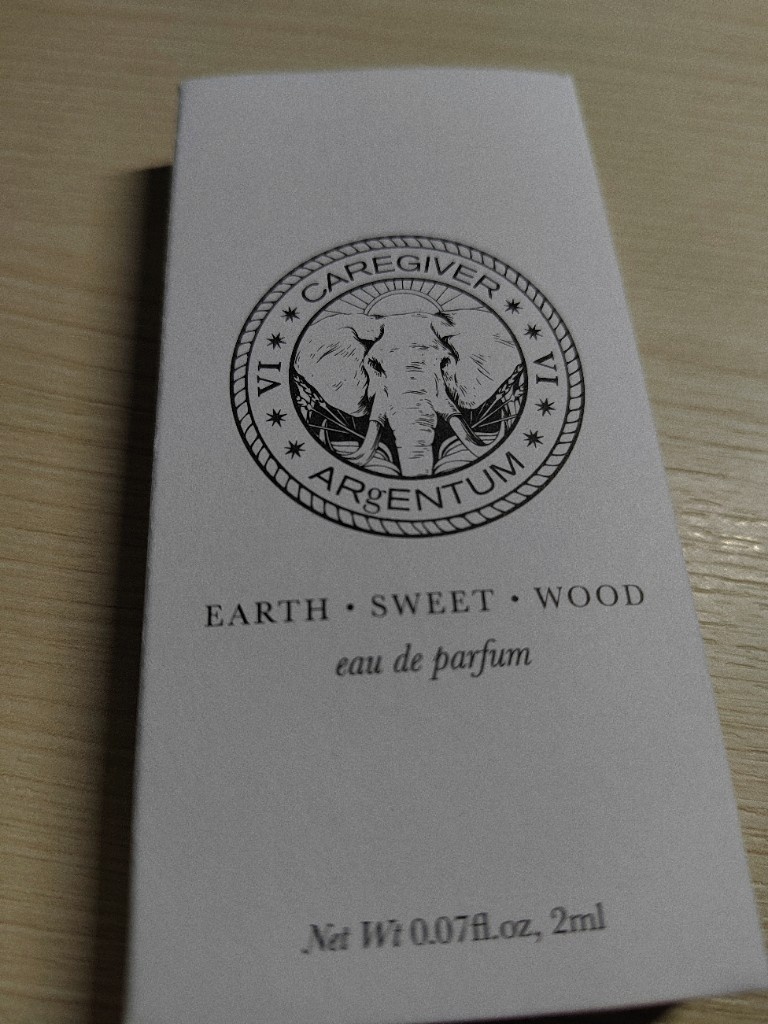 CAREGIVER
VI
VI
ARgENTUM
EARTH • SWEET • WOOD
eau de parfum
Net Wt 0.07fl.oz, 2ml